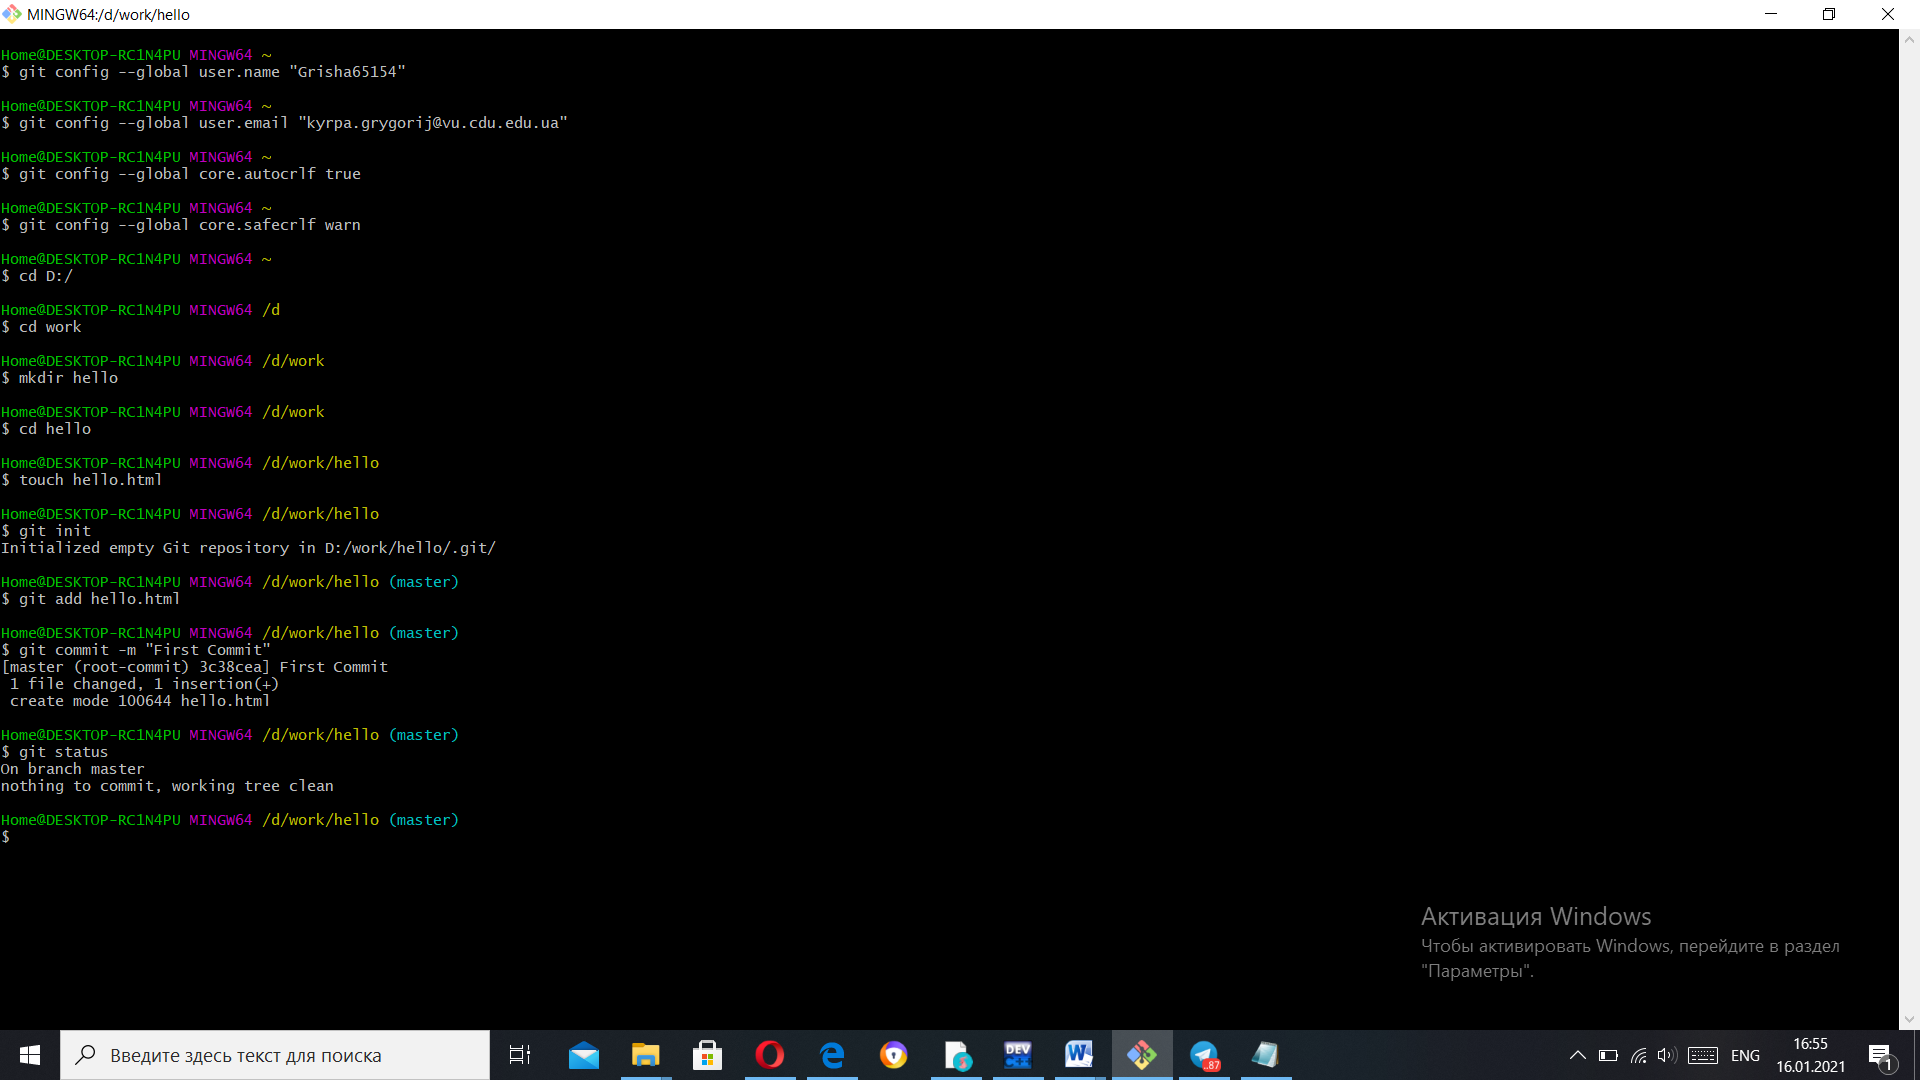 MINGW64:/d/work/hello
Home@DESKTOP-RC1N4PU MINGW64 ~
$ git config --global user.name "Grisha65154"
Home@DESKTOP-RC1N4PU MINGW64 ~
$ git config --global user.email "kyrpa.grygorij@vu.cdu.edu.ua"
Home@DESKTOP-RC1N4PU MINGW64 ~
$ git config --global core.autocrlf true
Home@DESKTOP-RC1N4PU MINGW64 ~
$ git config --global core.safecrlf warn
Home@DESKTOP-RC1N4PU MINGW64 ~
$ cd D:/
Home@DESKTOP-RC1N4PU MINGW64 /d
$ cd work
Home@DESKTOP-RC1N4PU MINGW64 /d/work
$ mkdir hello
Home@DESKTOP-RC1N4PU MINGW64 /d/work
$ cd hello
Home@DESKTOP-RC1N4PU MINGW64 /d/work/hello
$ touch hello.html
Home@DESKTOP-RC1N4PU MINGW64 /d/work/hello
$ git init
Initialized empty Git repository in D:/work/hello/.git/
Home@DESKTOP-RC1N4PU MINGW64 /d/work/hello (master)
$ git add hello.html
Home@DESKTOP-RC1N4PU MINGW64 /d/work/hello (master)
$ git commit -m "First Commit"
[master (root-commit) 3c38cea] First Commit
 1 file changed, 1 insertion(+)
 create mode 100644 hello.html
Home@DESKTOP-RC1N4PU MINGW64 /d/work/hello (master)
$ git status
On branch master
nothing to commit, working tree clean
Home@DESKTOP-RC1N4PU MINGW64 /d/work/hello (master)
$
Активация Windows
Чтобы активировать Windows, перейдите в раздел
"Параметры".
Введите здесь текст для поиска
DEV
C++
W
..87
ENG
16:55
16.01.2021
1